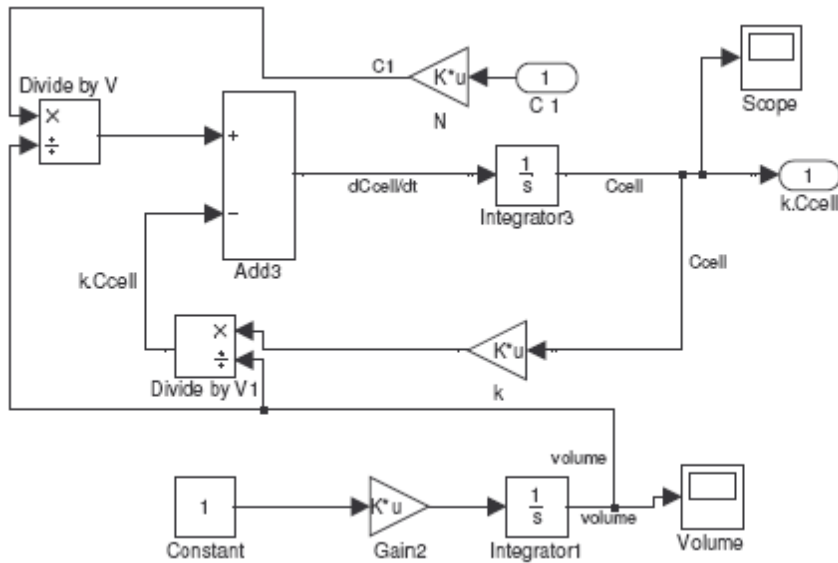 C1
K*u
N
1
C 1
Scope
Divide by V
×
÷
+
−
Add3
dCcell/dt
1
s
Integrator3
Ccell
1
k.Ccell
Ccell
k.Ccell
×
÷
Divide by V1
K*u
k
volume
1
Constant
K*u
Gain2
1
s
Integrator1
volume
Volume